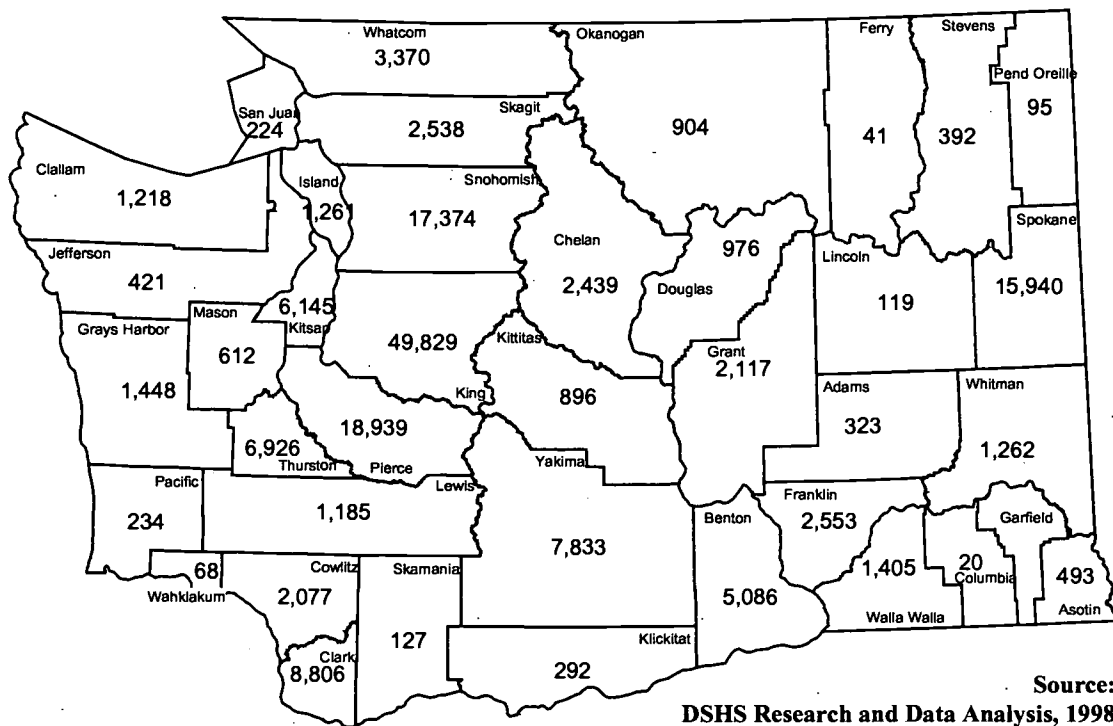 Whatcom
3,370
Okanogan
904
Ferry
41
Stevens
392
Pend Oreille
95
San Jua
224
Skagit
2,538
Clallam
1,218
Island
1,261
Snohomish
17,374
Chelan
2,439
976
Douglas
Spokane
15,940
Lincoln
119
Jefferson
421
6,145
Kitsap
Mason
612
Grays Harbor
1,448
49,829
King
Kittitas
896
Grant
2,117
Adams
323
Whitman
1,262
6,926
Thurston
18,939
Pierce
Yakima
7,833
Lewis
1,185
Pacific
234
Benton
5,086
Franklin
2,553
Garfield
1,405
Walla Walla
20
Columbia
493
Asotin
68
Wahklakum
Cowlitz
2,077
Skamania
127
Clark
8,806
Klickitat
292
Source:
DSHS Research and Data Analysis, 1998